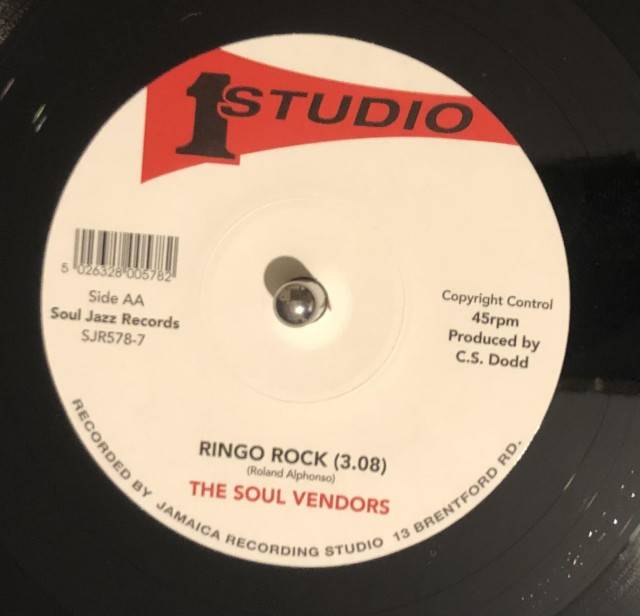 1 STUDIO
5 026328 005782
Side AA
Soul Jazz Records
SJR578-7
Copyright Control
45rpm
Produced by
C.S. Dodd
RINGO ROCK (3.08)
(Roland Alphonso)
THE SOUL VENDORS
RECORDED BY JAMAICA RECORDING STUDIO 13 BRENTFORD RD.